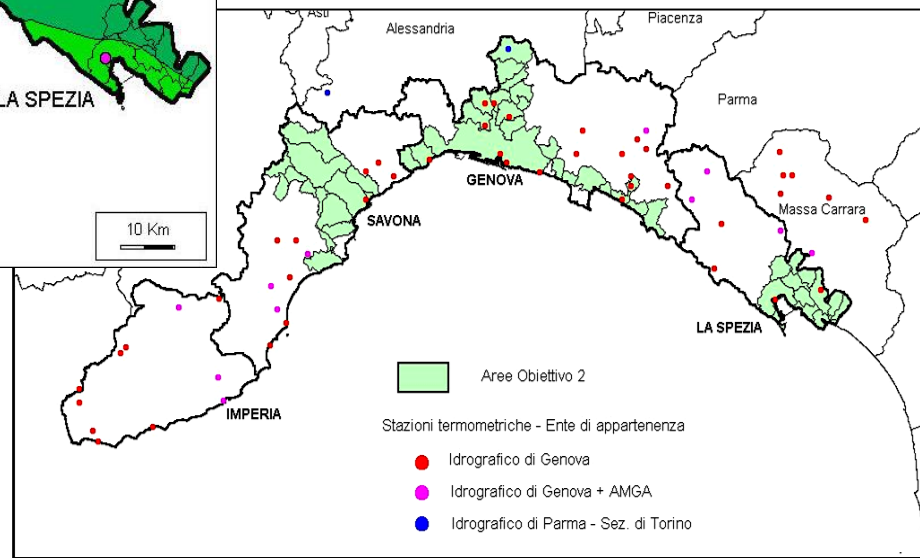 LA SPEZIA
10 Km
Asti
Alessandria
Piacenza
Parma
GENOVA
SAVONA
Massa Carrara
LA SPEZIA
IMPERIA
Aree Obiettivo 2
Stazioni termometriche - Ente di appartenenza
Idrografico di Genova
Idrografico di Genova + AMGA
Idrografico di Parma - Sez. di Torino